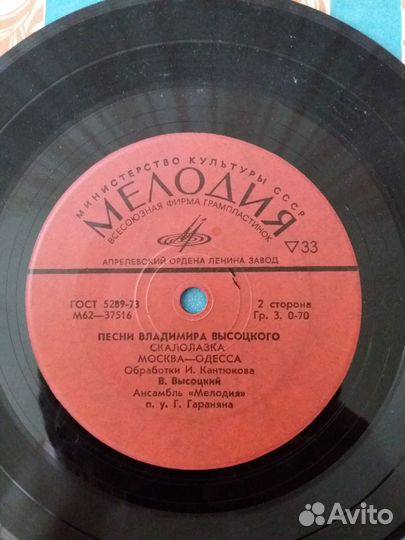 МИНИСТЕРСТВО КУЛЬТУРЫ СССР
МЕЛОДИЯ
ВСЕСОЮЗНАЯ ФИРМА ГРАМПЛАСТИНОК
▽33
АПРЕЛЕВСКИЙ ОРДЕНА ЛЕНИНА ЗАВОД
ГОСТ 5289-73
М62—37516
2 сторона
Гр. 3. 0-70
ПЕСНИ ВЛАДИМИРА ВЫСОЦКОГО
СКАЛОЛАЗКА
МОСКВА—ОДЕССА
Обработки И. Кантюкова
В. Высоцкий
Ансамбль «Мелодия»
п. у. Г. Гараняна
Avito